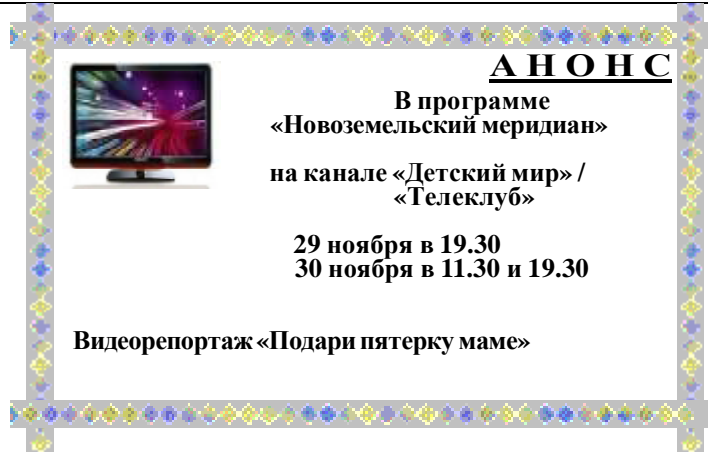 АНОНС
В программе
«Новоземельский меридиан»
на канале «Детский мир» /
«Телеклуб»
29 ноября в 19.30
30 ноября в 11.30 и 19.30
Видеорепортаж «Подари пятерку маме»